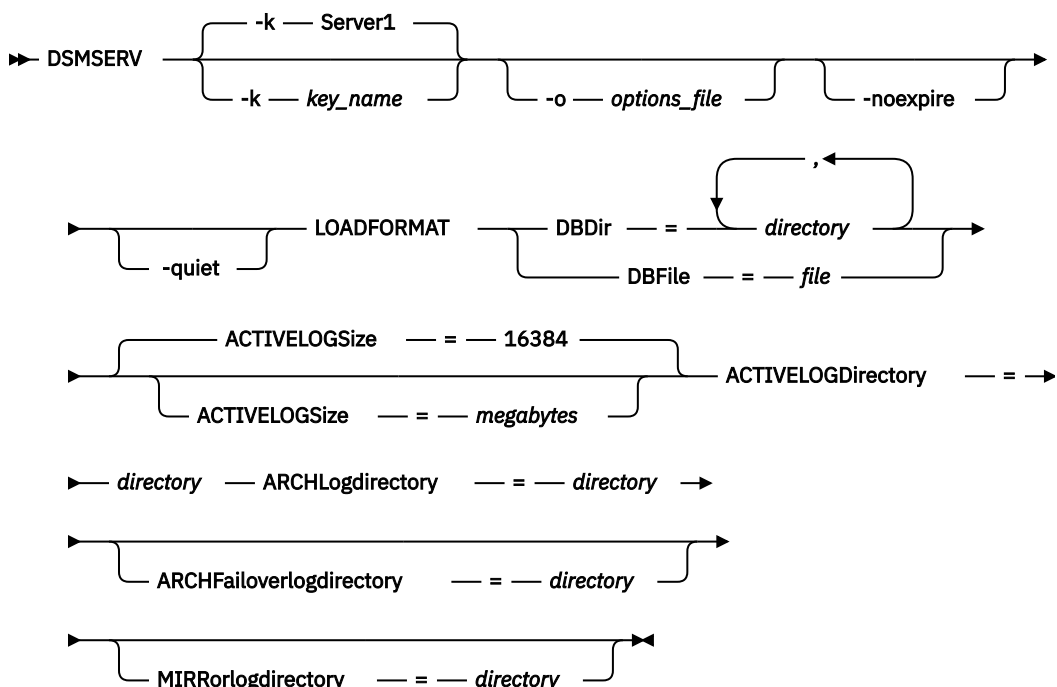 -k — Server1
DSMSERV
-k — key_name
-o — options_file
-noexpire
,
-quiet
LOADFORMAT
DBDir — = directory
DBFile — = — file
ACTIVELOGSize — = — 16384
ACTIVELOGSize — = — megabytes
ACTIVELOGDirectory — =
directory — ARCHLogdirectory — = — directory
ARCHFailoverlogdirectory — = — directory
MIRRorlogdirectory — = — directory